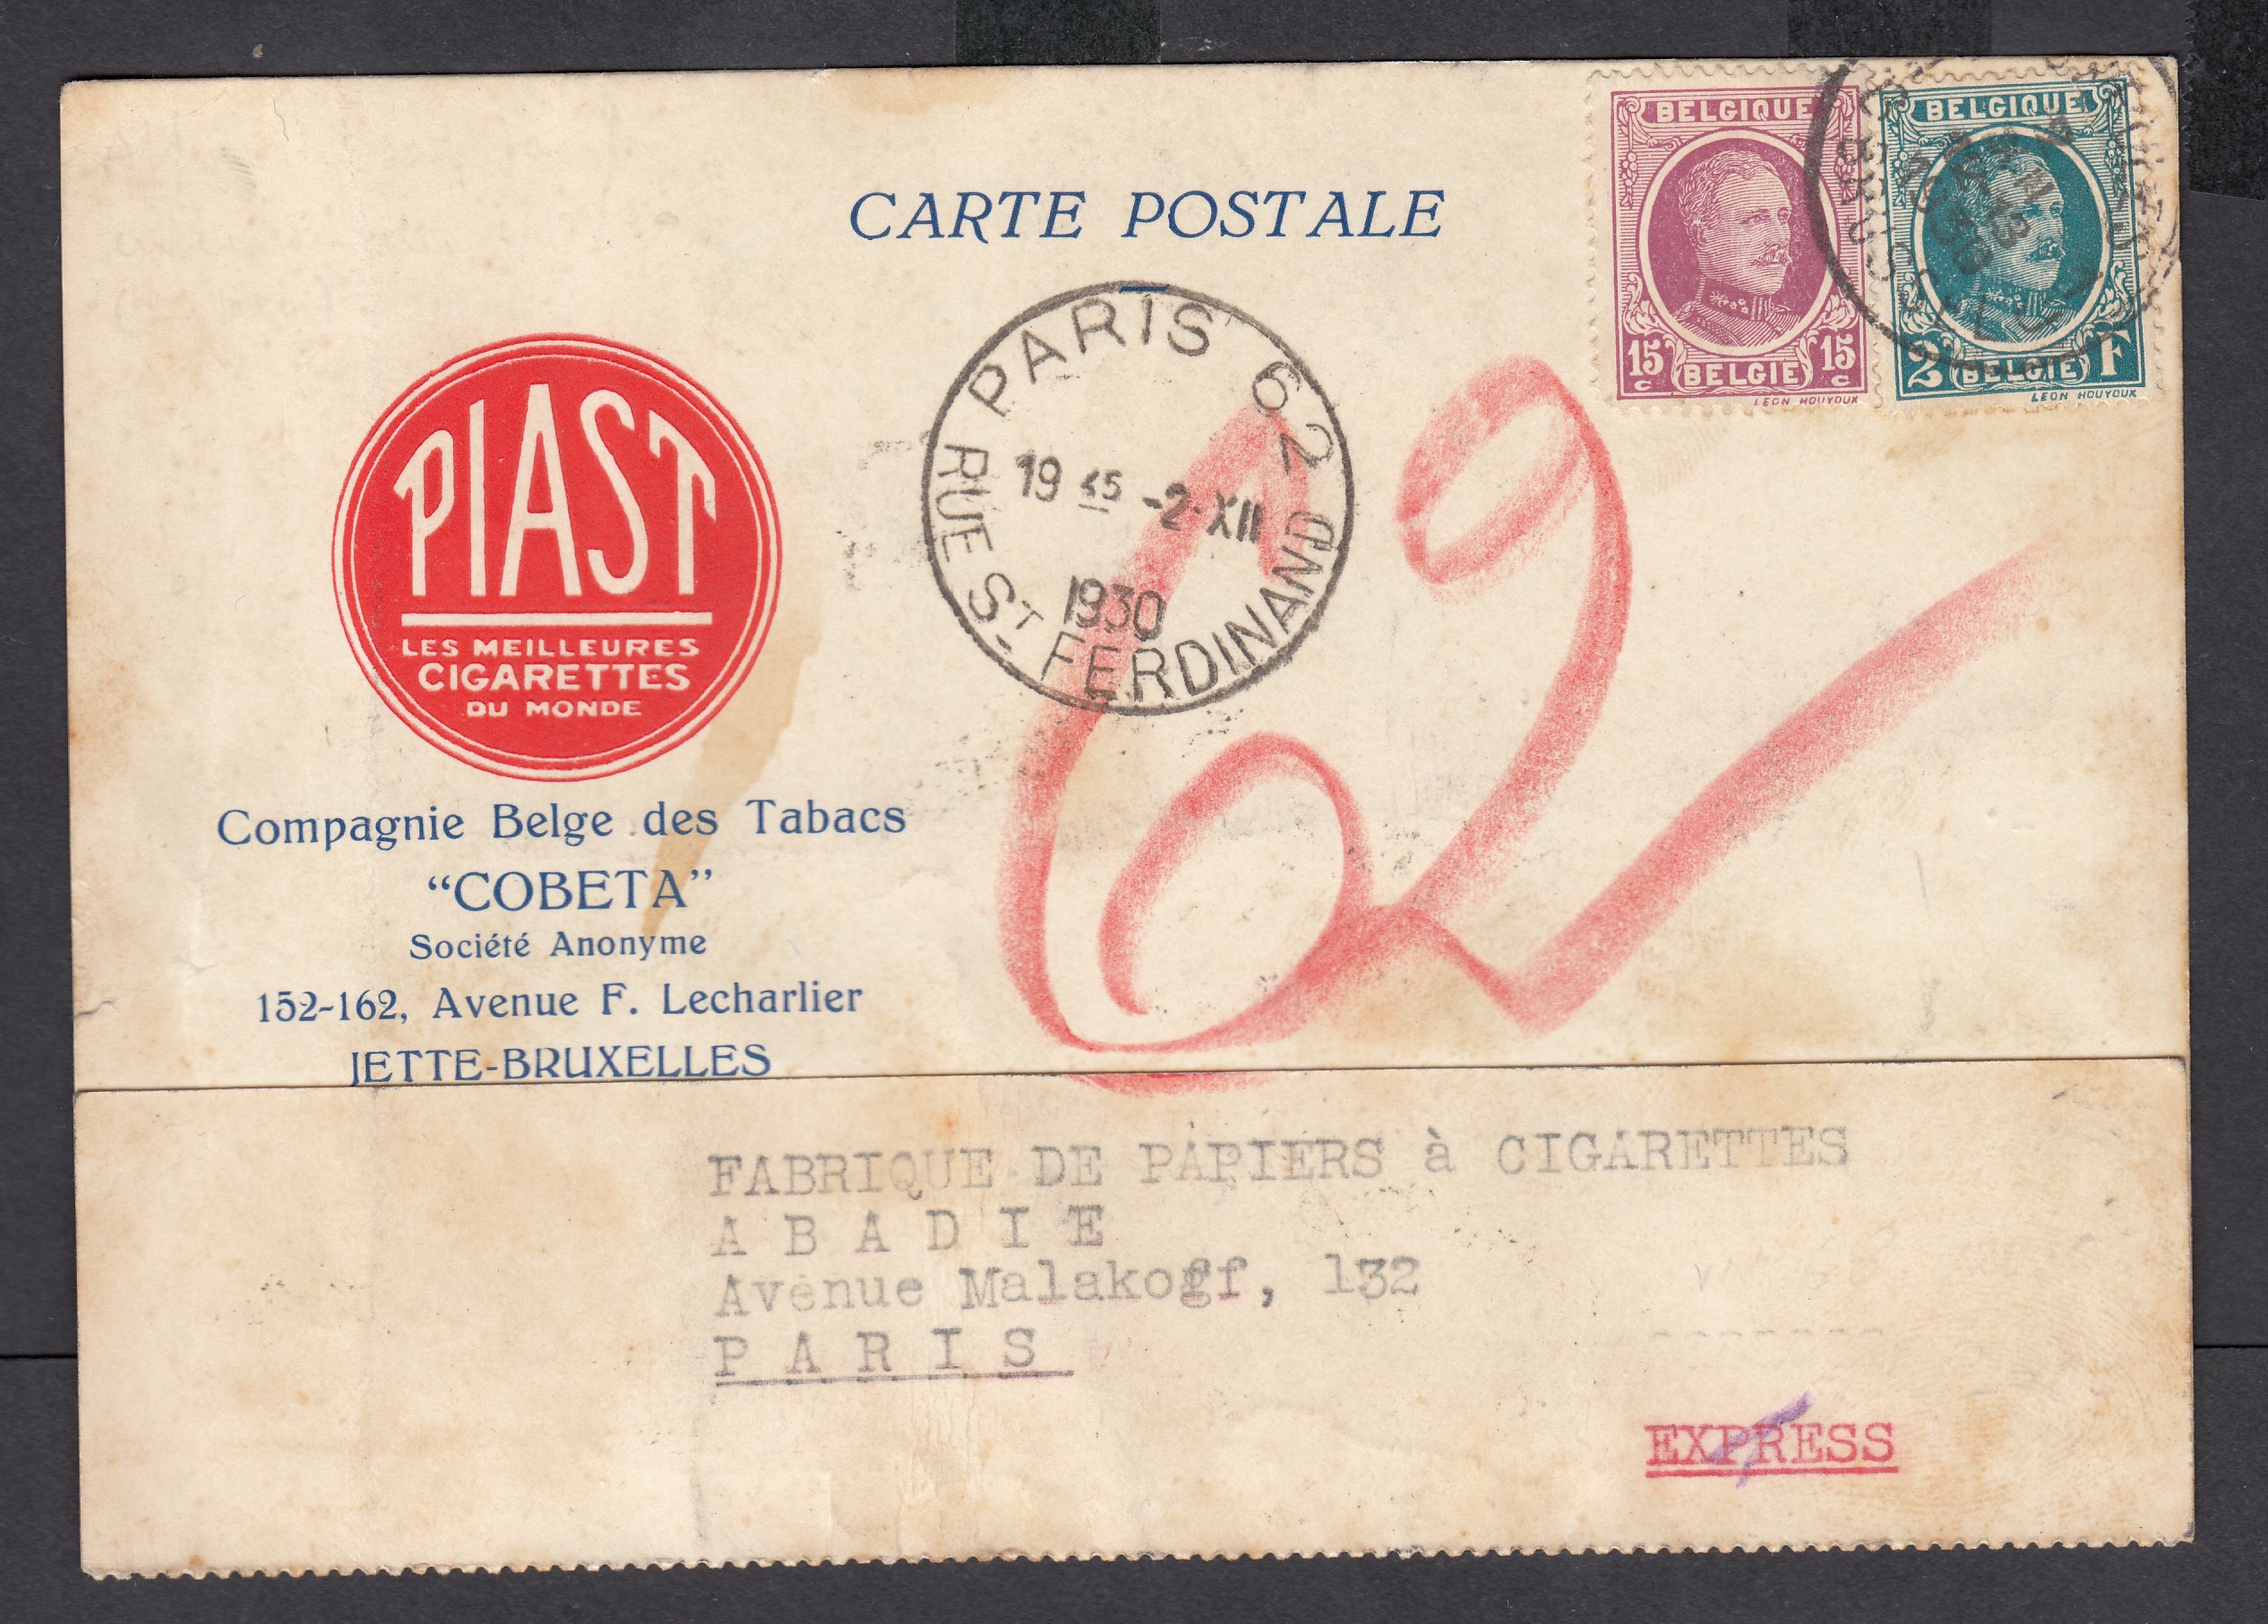 CARTE POSTALE
BELGIQUE
15 c BELGIE 15 c
LEON HOUYOUX
BELGIQUE
2 BELGIE F
LEON HOUYOUX
PARIS 62
19 45 -2·XII
1930
RUE ST FERDINAND
62
PIAST
LES MEILLEURES
CIGARETTES
DU MONDE
Compagnie Belge des Tabacs
“COBETA”
Société Anonyme
152-162, Avenue F. Lecharlier
JETTE-BRUXELLES
FABRIQUE DE PAPIERS à CIGARETTES
A B A D I E
Avenue Malakoff, 132
P A R I S
EXPRESS